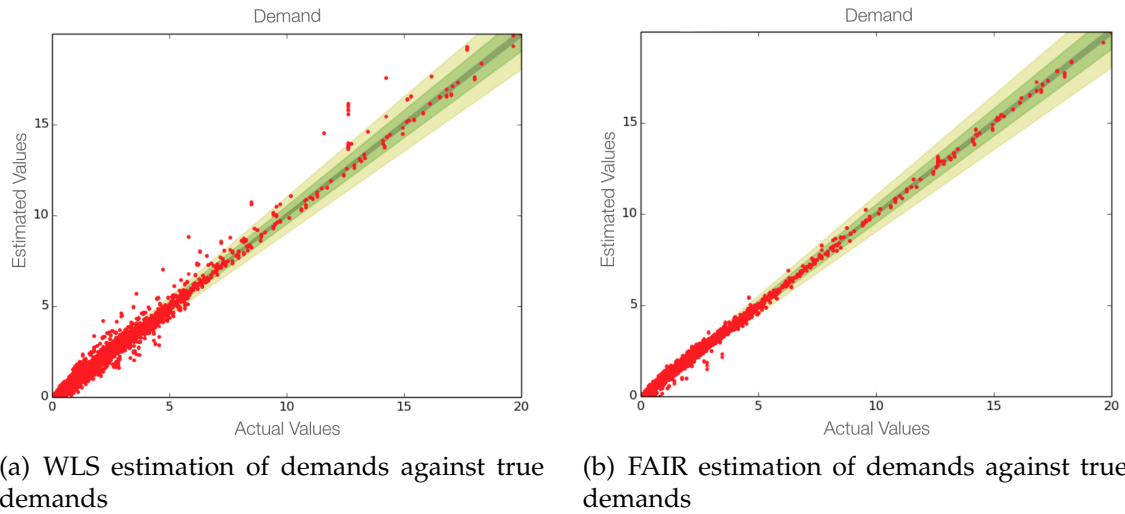 Demand
Estimated Values
15
10
5
0
0
5
10
15
20
Actual Values
(a) WLS estimation of demands against true
demands
Demand
Estimated Values
15
10
5
0
0
5
10
15
20
Actual Values
(b) FAIR estimation of demands against true
demands